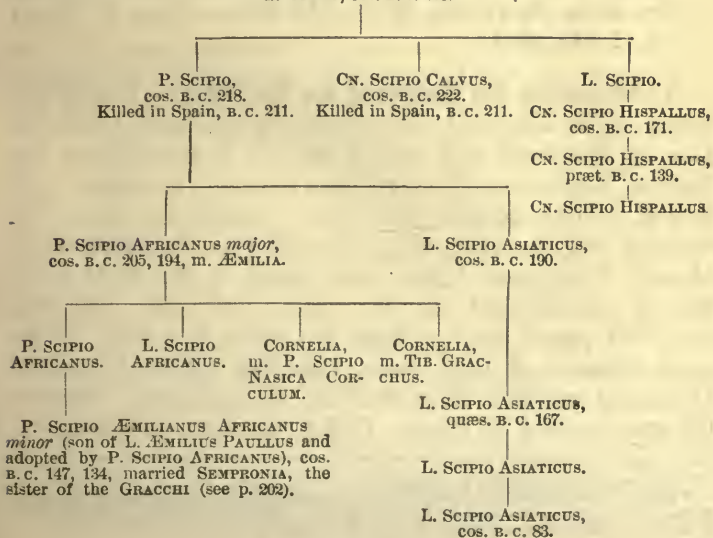 P. SCIPIO,
cos. B. C. 218.
Killed in Spain, B. C. 211.
CN. SCIPIO CALVUS,
cos. B. C. 222.
Killed in Spain, B. C. 211.
L. SCIPIO.
CN. SCIPIO HISPALLUS,
cos. B. C. 171.
CN. SCIPIO HISPALLUS,
præt. B. C. 139.
CN. SCIPIO HISPALLUS
P. SCIPIO AFRICANUS major,
cos. B. C. 205, 194, m. ÆMILIA.
L. SCIPIO ASIATICUS,
cos. B. C. 190.
P. SCIPIO
AFRICANUS.
L. SCIPIO
AFRICANUS.
CORNELIA,
m. P. SCIPIO
NASICA COR-
CULUM.
CORNELIA,
m. TIB. GRAC-
CHUS.
P. SCIPIO ÆMILIANUS AFRICANUS
minor (son of L. ÆMILIUS PAULLUS and
adopted by P. SCIPIO AFRICANUS), cos.
B. C. 147, 134, married SEMPRONIA, the
sister of the GRACCHI (see p. 202).
L. SCIPIO ASIATICUS,
quæs. B. C. 167.
L. SCIPIO ASIATICUS.
L. SCIPIO ASIATICUS,
cos. B. C. 83.